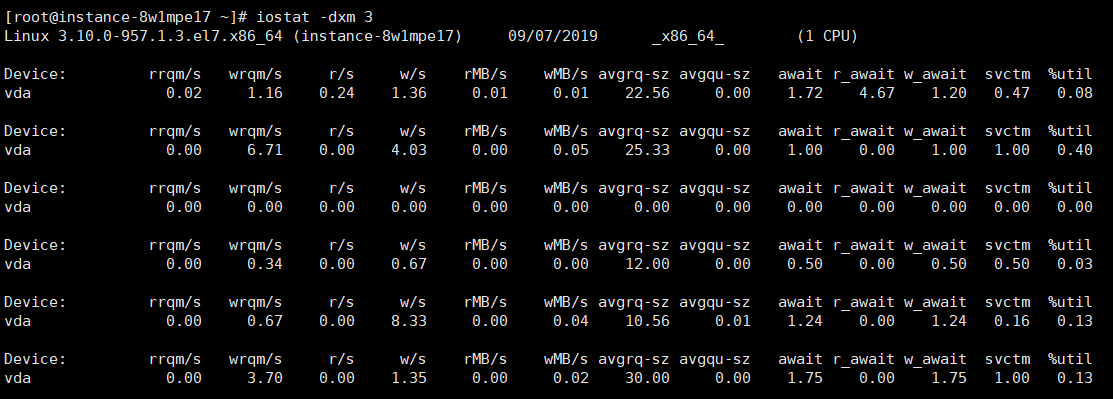 [root@instance-8w1mpe17 ~]# iostat -dxm 3
Linux 3.10.0-957.1.3.el7.x86_64 (instance-8w1mpe17) 09/07/2019 _x86_64_ (1 CPU)
Device: rrqm/s wrqm/s r/s w/s rMB/s wMB/s avgrq-sz avgqu-sz await r_await w_await svctm %util
vda 0.02 1.16 0.24 1.36 0.01 0.01 22.56 0.00 1.72 4.67 1.20 0.47 0.08
Device: rrqm/s wrqm/s r/s w/s rMB/s wMB/s avgrq-sz avgqu-sz await r_await w_await svctm %util
vda 0.00 6.71 0.00 4.03 0.00 0.05 25.33 0.00 1.00 0.00 1.00 1.00 0.40
Device: rrqm/s wrqm/s r/s w/s rMB/s wMB/s avgrq-sz avgqu-sz await r_await w_await svctm %util
vda 0.00 0.00 0.00 0.00 0.00 0.00 0.00 0.00 0.00 0.00 0.00 0.00 0.00
Device: rrqm/s wrqm/s r/s w/s rMB/s wMB/s avgrq-sz avgqu-sz await r_await w_await svctm %util
vda 0.00 0.34 0.00 0.67 0.00 0.00 12.00 0.00 0.50 0.00 0.50 0.50 0.03
Device: rrqm/s wrqm/s r/s w/s rMB/s wMB/s avgrq-sz avgqu-sz await r_await w_await svctm %util
vda 0.00 0.67 0.00 8.33 0.00 0.04 10.56 0.01 1.24 0.00 1.24 0.16 0.13
Device: rrqm/s wrqm/s r/s w/s rMB/s wMB/s avgrq-sz avgqu-sz await r_await w_await svctm %util
vda 0.00 3.70 0.00 1.35 0.00 0.02 30.00 0.00 1.75 0.00 1.75 1.00 0.13